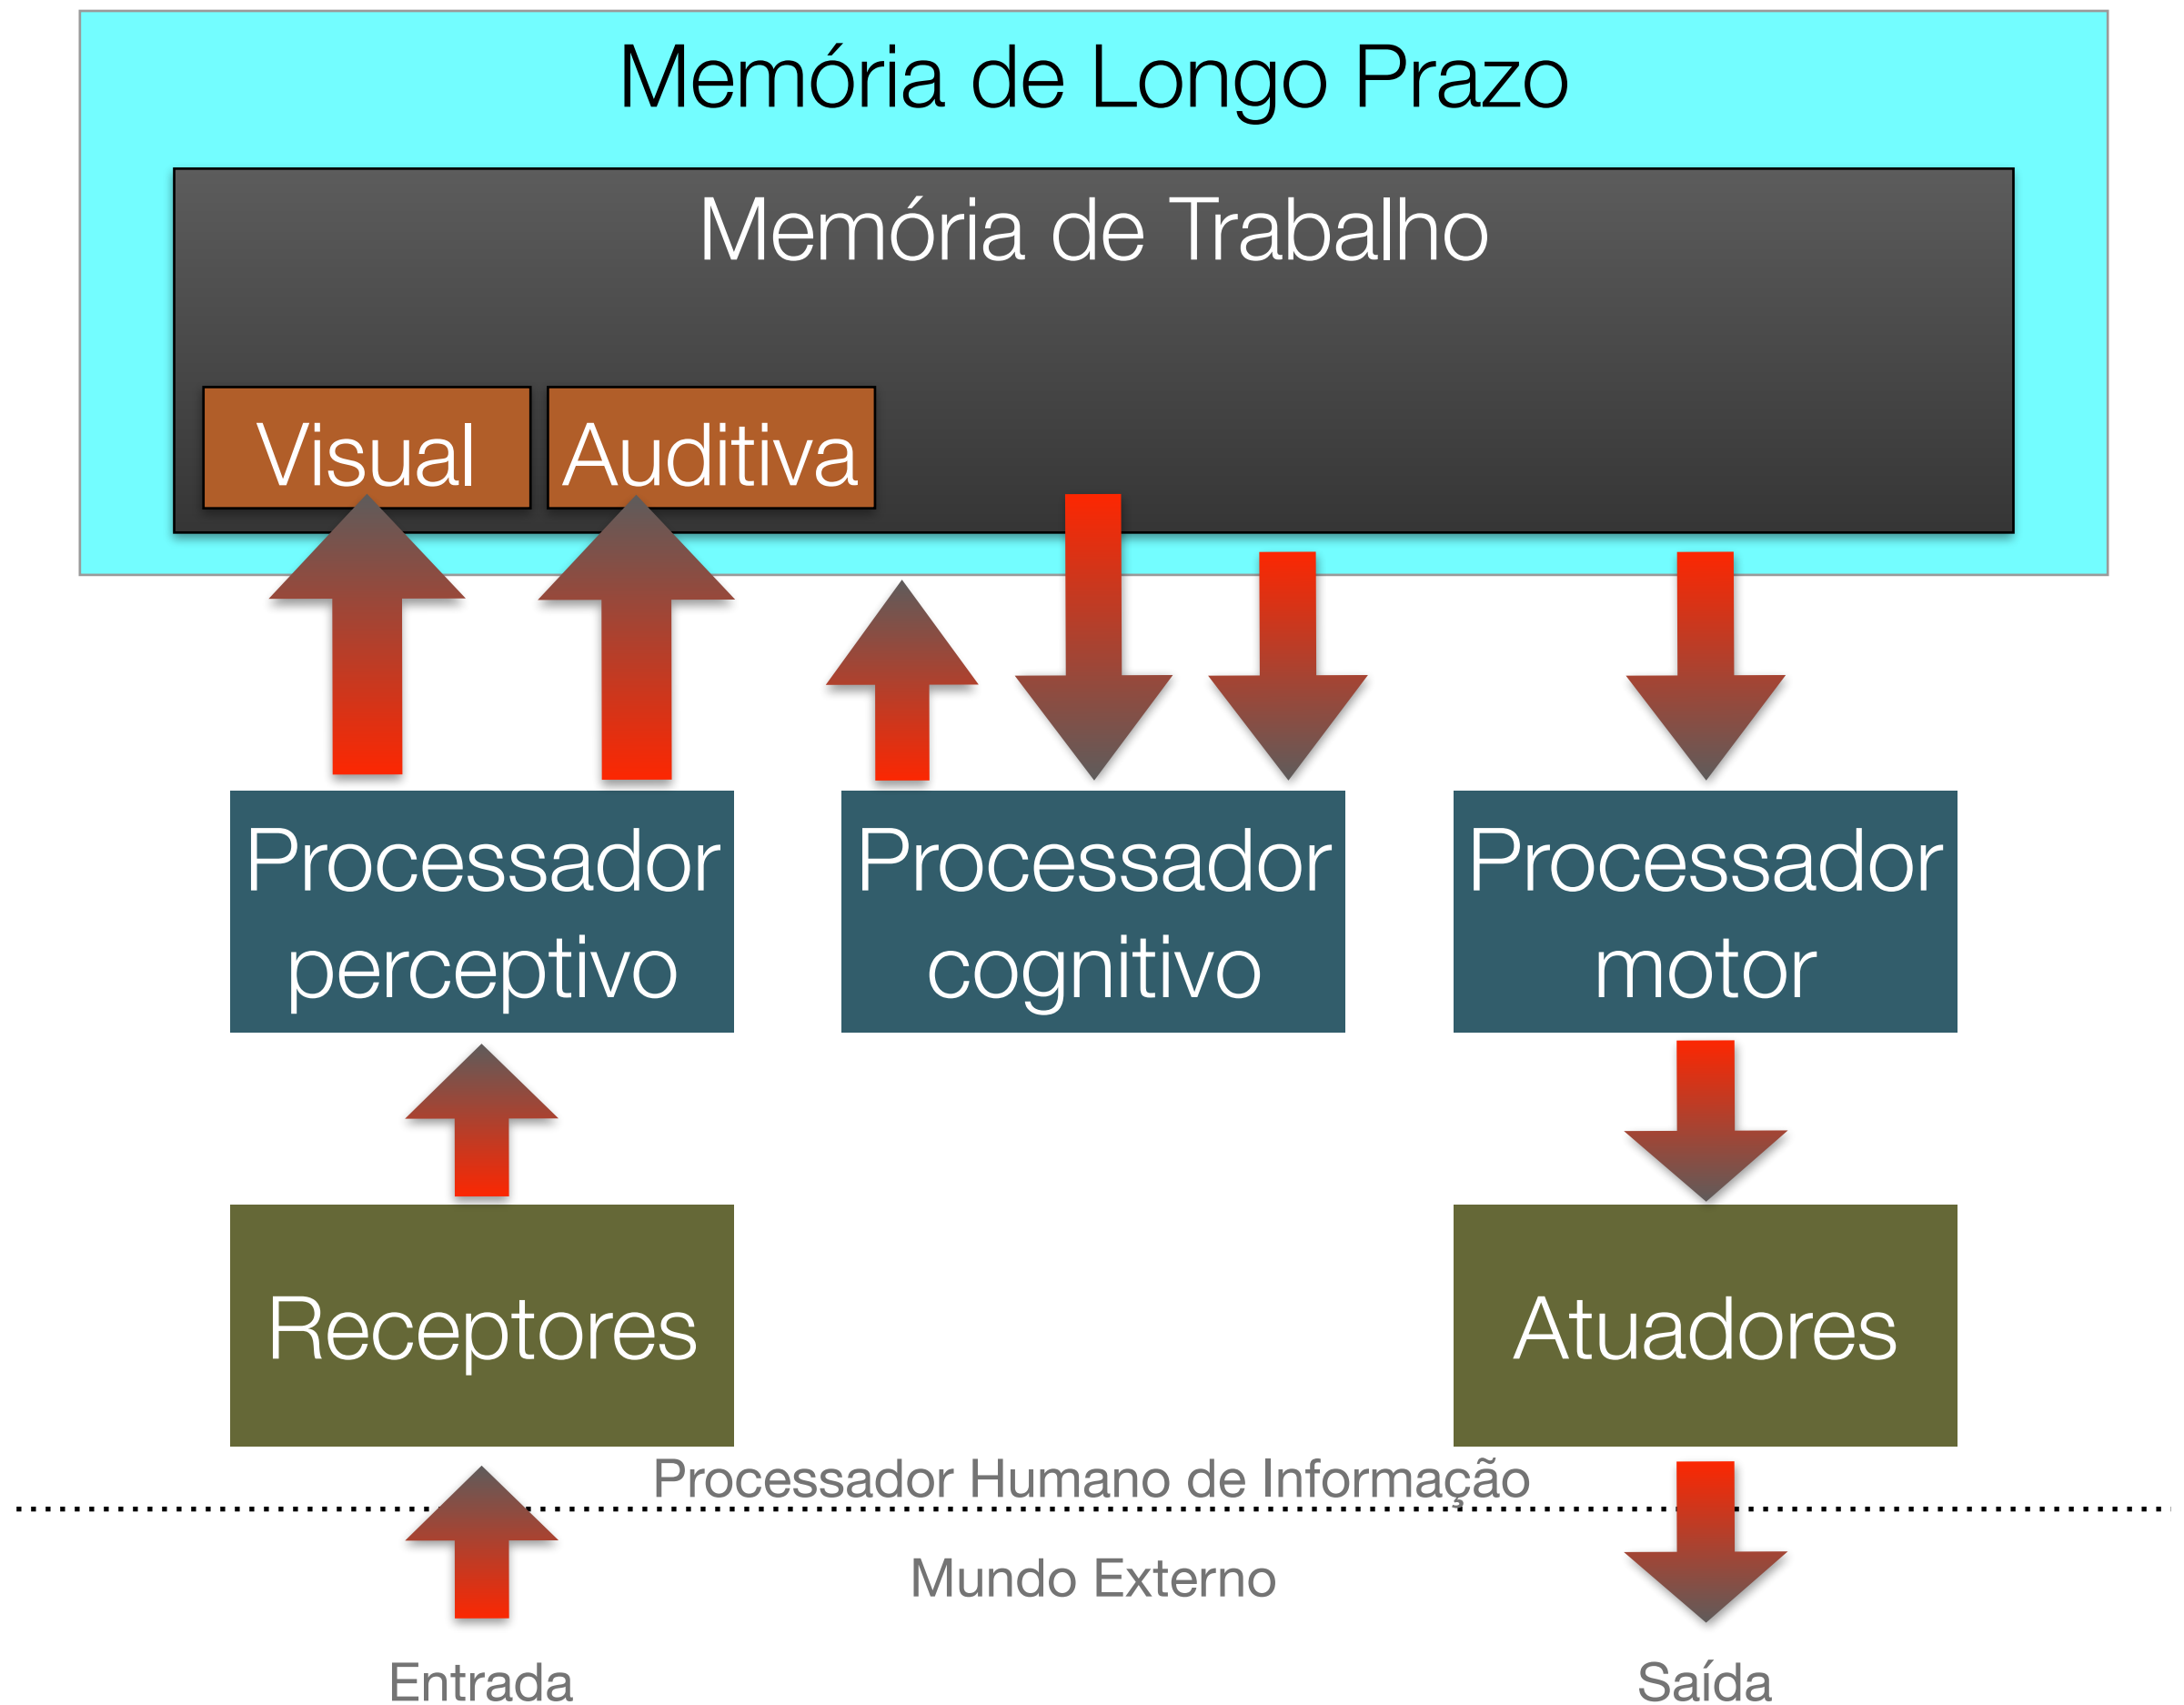 Memória de Longo Prazo
Memória de Trabalho
Visual
Auditiva
Processador
perceptivo
Processador
cognitivo
Processador
motor
Receptores
Atuadores
Processador Humano de Informação
Mundo Externo
Entrada
Saída